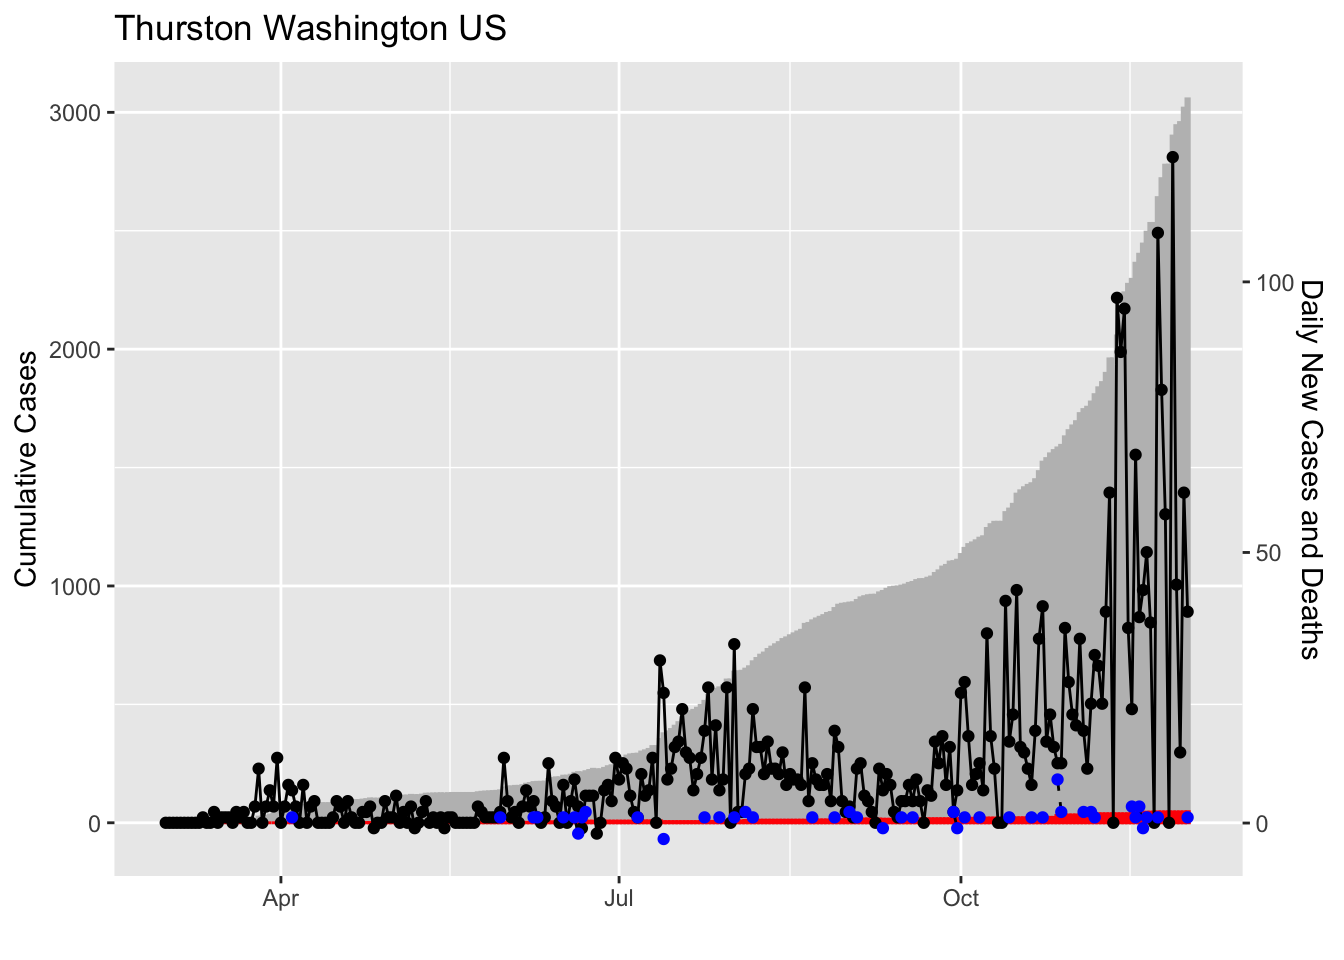 Thurston Washington US
Cumulative Cases
3000
2000
1000
0
100
50
0
Daily New Cases and Deaths
Apr
Jul
Oct